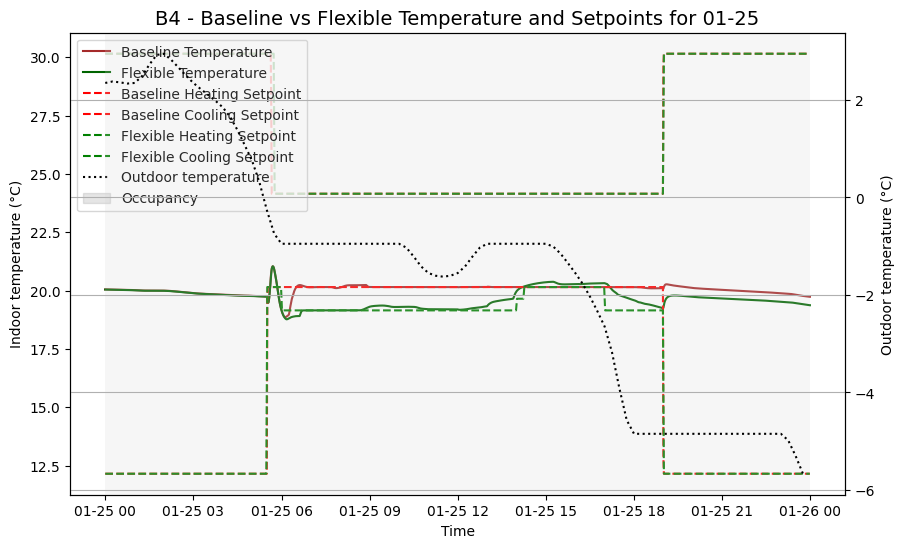 B4 - Baseline vs Flexible Temperature and Setpoints for 01-25
Baseline Temperature
Flexible Temperature
Baseline Heating Setpoint
Baseline Cooling Setpoint
Flexible Heating Setpoint
Flexible Cooling Setpoint
Outdoor temperature
Occupancy
Indoor temperature (°C)
30.0
27.5
25.0
22.5
20.0
17.5
15.0
12.5
2
0
−2
−4
−6
Outdoor temperature (°C)
01-25 00 01-25 03 01-25 06 01-25 09 01-25 12 01-25 15 01-25 18 01-25 21 01-26 00
Time